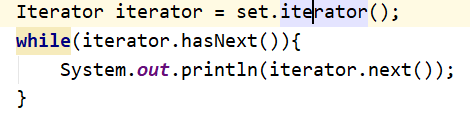 Iterator iterator = set.iterator();
while(iterator.hasNext()){
    System.out.println(iterator.next());
}